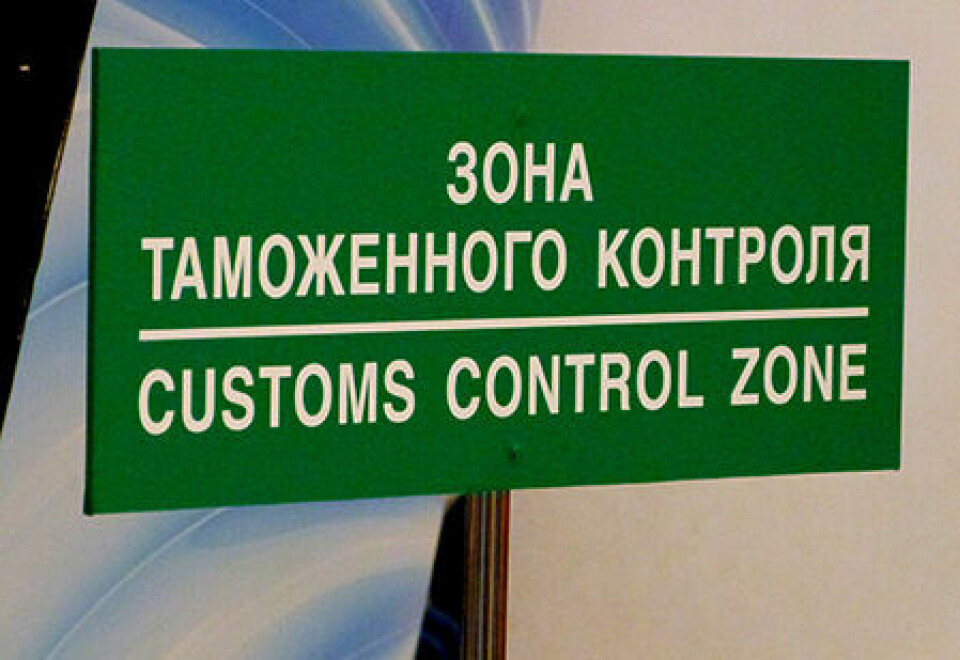 ЗОНА
ТАМОЖЕННОГО КОНТРОЛЯ
CUSTOMS CONTROL ZONE